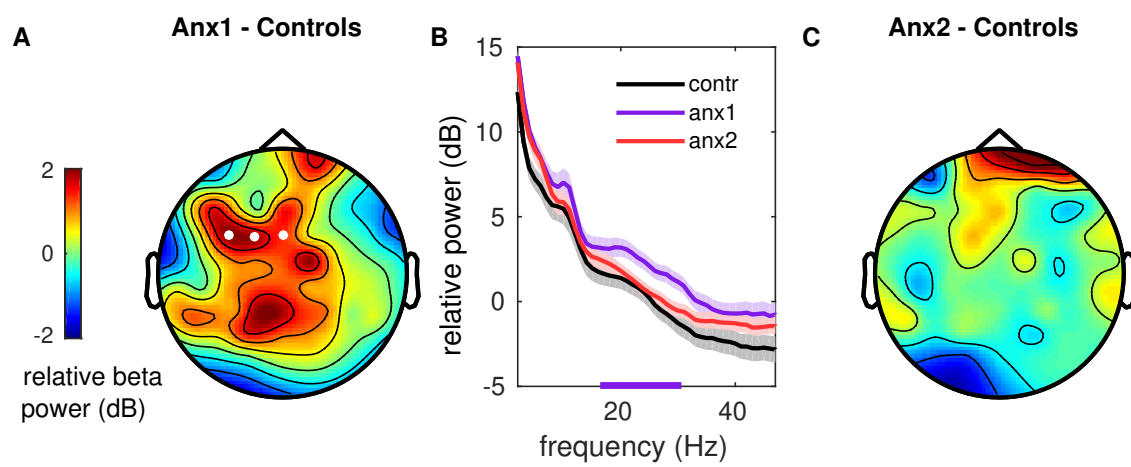 A
Anx1 - Controls
2
0
-2
relative beta
power (dB)
B
15
10
5
0
-5
relative power (dB)
contr
anx1
anx2
20
40
frequency (Hz)
C
Anx2 - Controls